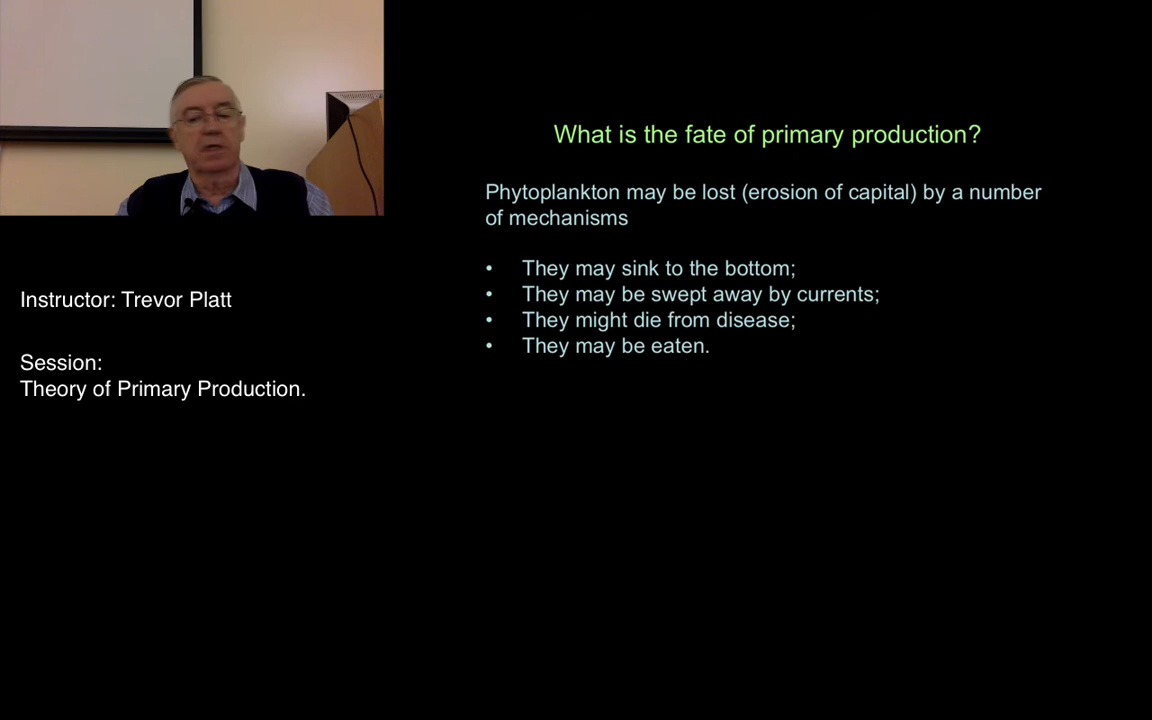 What is the fate of primary production?
Phytoplankton may be lost (erosion of capital) by a number
of mechanisms
• They may sink to the bottom;
• They may be swept away by currents;
• They might die from disease;
• They may be eaten.
Instructor: Trevor Platt
Session:
Theory of Primary Production.